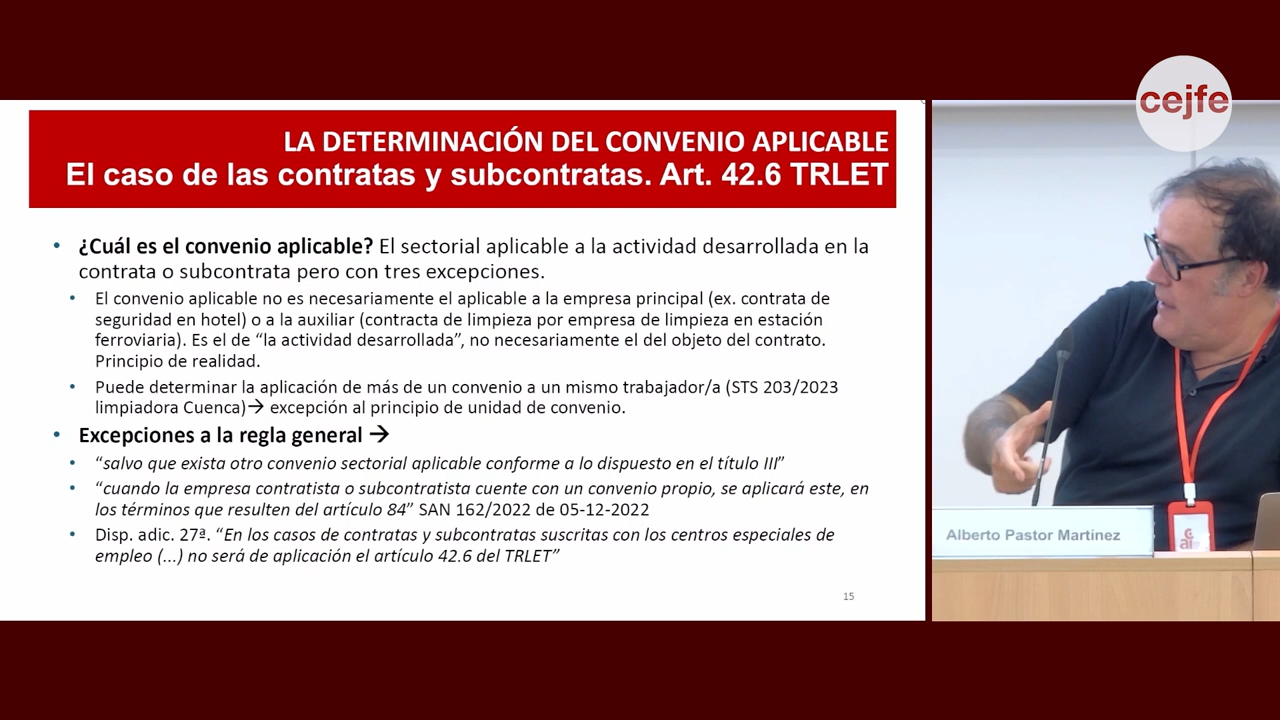 cejfe
LA DETERMINACIÓN DEL CONVENIO APLICABLE
El caso de las contratas y subcontratas. Art. 42.6 TRLET
• ¿Cuál es el convenio aplicable? El sectorial aplicable a la actividad desarrollada en la
contrata o subcontrata pero con tres excepciones.
• El convenio aplicable no es necesariamente el aplicable a la empresa principal (ex. contrata de
seguridad en hotel) o a la auxiliar (contracta de limpieza por empresa de limpieza en estación
ferroviaria). Es el de “la actividad desarrollada”, no necesariamente el del objeto del contrato.
Principio de realidad.
• Puede determinar la aplicación de más de un convenio a un mismo trabajador/a (STS 203/2023
limpiadora Cuenca)→ excepción al principio de unidad de convenio.
• Excepciones a la regla general →
• “salvo que exista otro convenio sectorial aplicable conforme a lo dispuesto en el título III”
• “cuando la empresa contratista o subcontratista cuente con un convenio propio, se aplicará este, en
los términos que resulten del artículo 84” SAN 162/2022 de 05-12-2022
• Disp. adic. 27ª. “En los casos de contratas y subcontratas suscritas con los centros especiales de
empleo (...) no será de aplicación el artículo 42.6 del TRLET”
15
Alberto Pastor Martínez